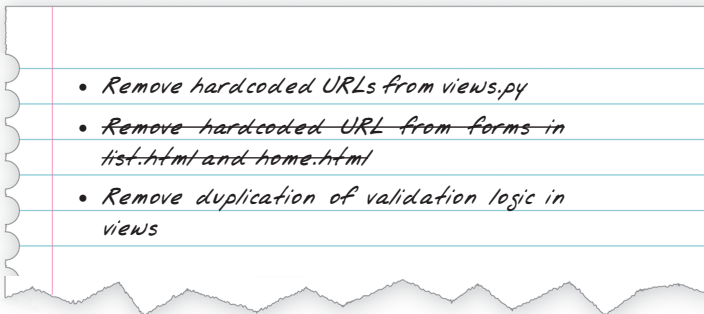 • Remove hardcoded URLs from views.py
• Remove hardcoded URL from forms in
list.html and home.html
• Remove duplication of validation logic in
views